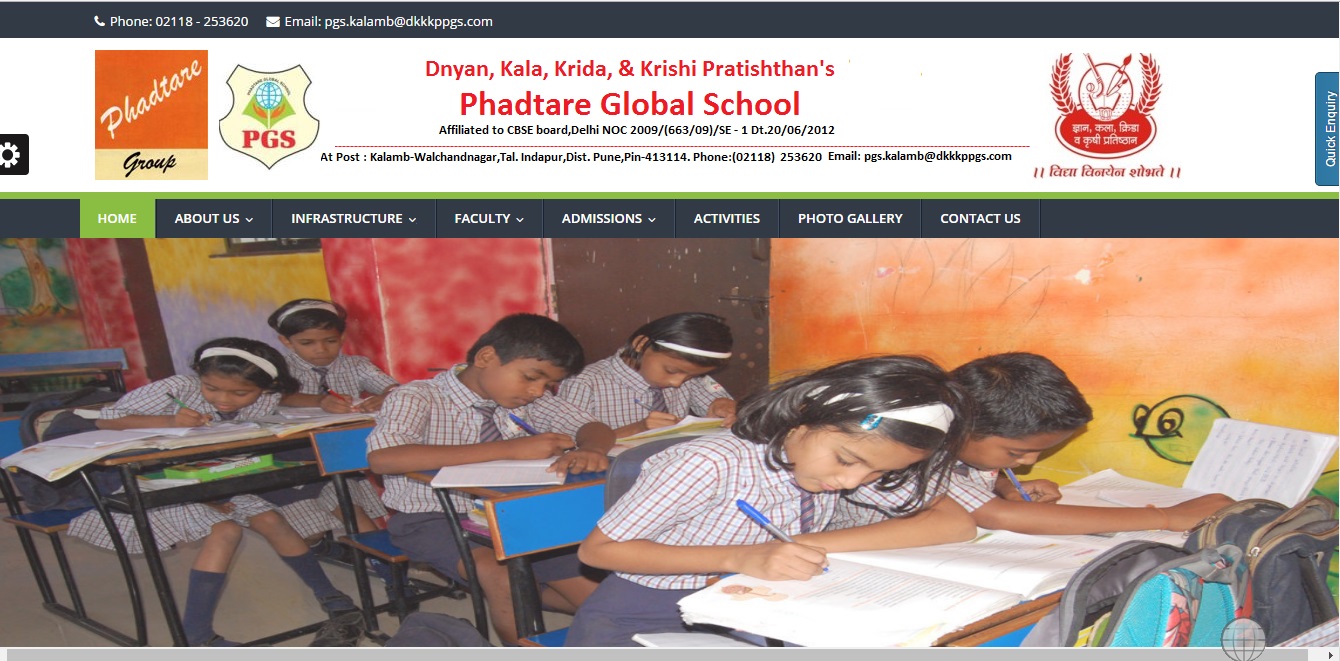 Phone: 02118 - 253620 Email: pgs.kalamb@dkkkppgs.com
Phadtare
Group
PHADTARE GLOBAL SCHOOL
PGS
Dnyan, Kala, Krida, & Krishi Pratishthan's
Phadtare Global School
Affiliated to CBSE board,Delhi NOC 2009/(663/09)/SE - 1 Dt.20/06/2012
At Post : Kalamb-Walchandnagar,Tal. Indapur,Dist. Pune,Pin-413114. Phone:(02118) 253620 Email: pgs.kalamb@dkkkppgs.com
ज्ञान, कला, क्रिडा
व कृषी प्रतिष्ठान
।। विद्या विनयेन शोभते ।।
Quick Enquiry
HOME ABOUT US INFRASTRUCTURE FACULTY ADMISSIONS ACTIVITIES PHOTO GALLERY CONTACT US